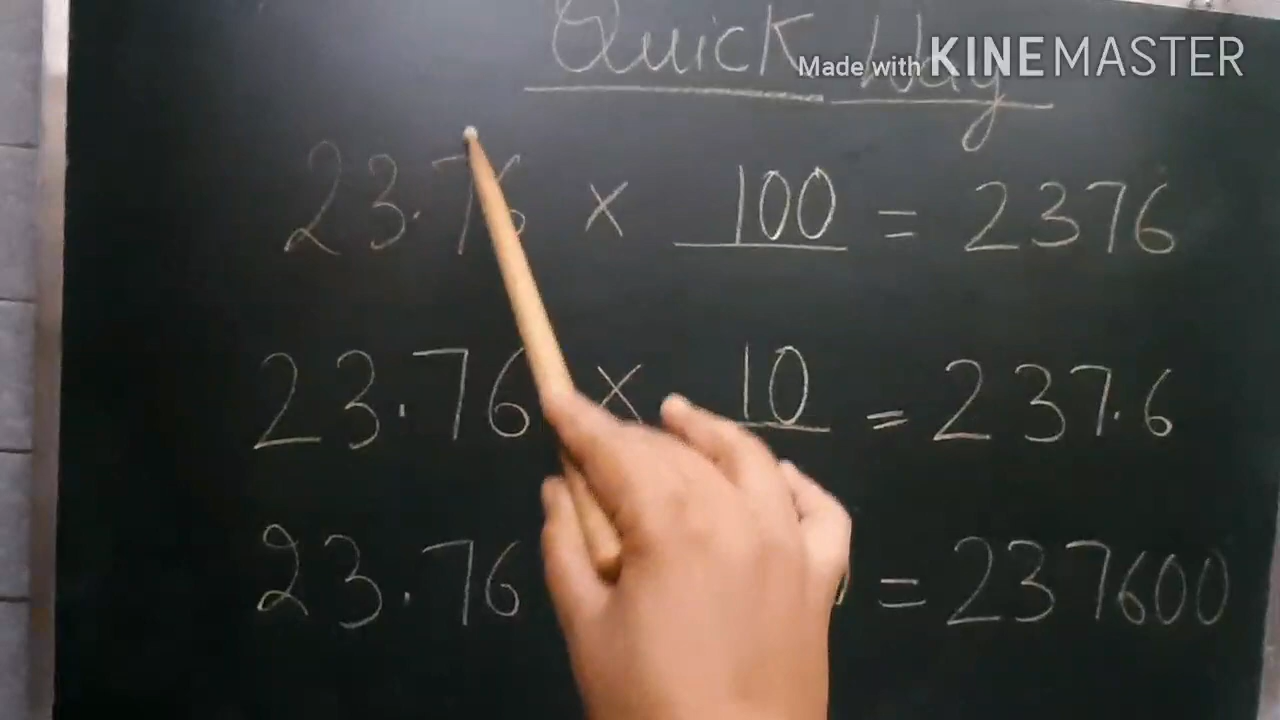 Quick Way
Made with KINEMASTER
23.76 × 100 = 2376
23.76 × 10 = 237.6
23.76 = 237600